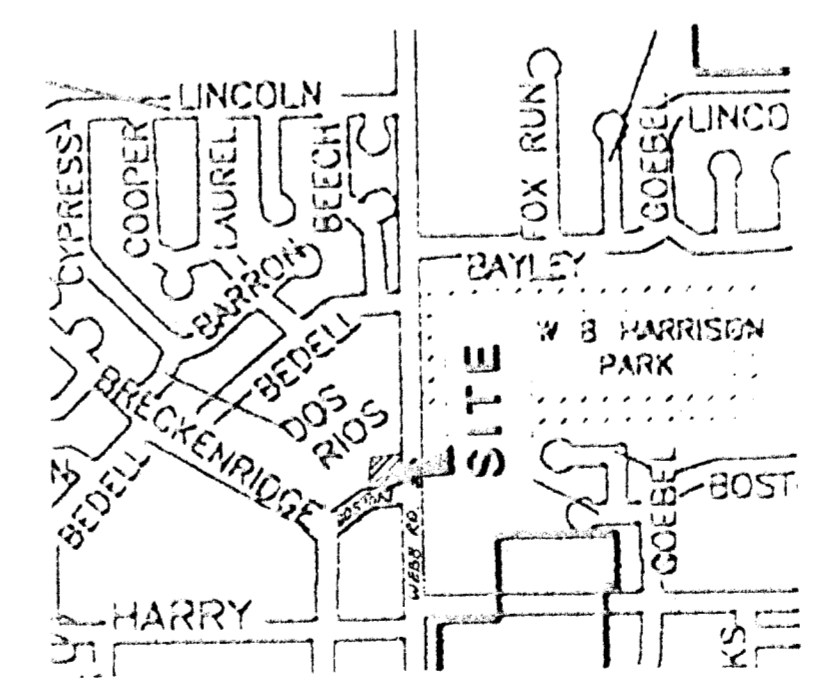 LINCOLN
CYPRESS
COOPER
LAUREL
BEECH
FOX RUN
GOEBEL
LINCO
BARRON
BAYLEY
BEDELL
W B HARRISON
PARK
SITE
BRECKENRIDGE
DOS
RIOS
BEDELL
BOSTON
WEBB RD
GOEBEL
BOST
HARRY
KS